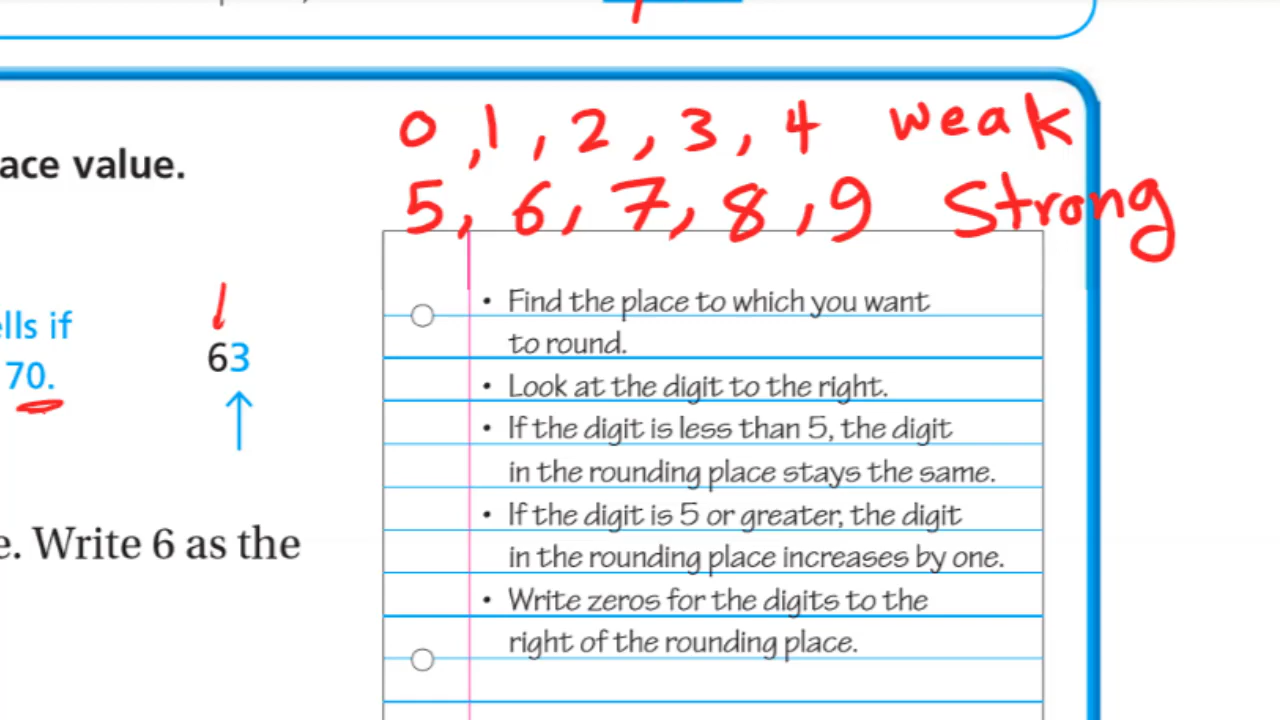 0, 1, 2, 3, 4 weak
ace value.
5, 6, 7, 8, 9 Strong
ells if
70.
63
• Find the place to which you want
to round.
• Look at the digit to the right.
• If the digit is less than 5, the digit
in the rounding place stays the same.
• If the digit is 5 or greater, the digit
in the rounding place increases by one.
• Write zeros for the digits to the
right of the rounding place.
e. Write 6 as the